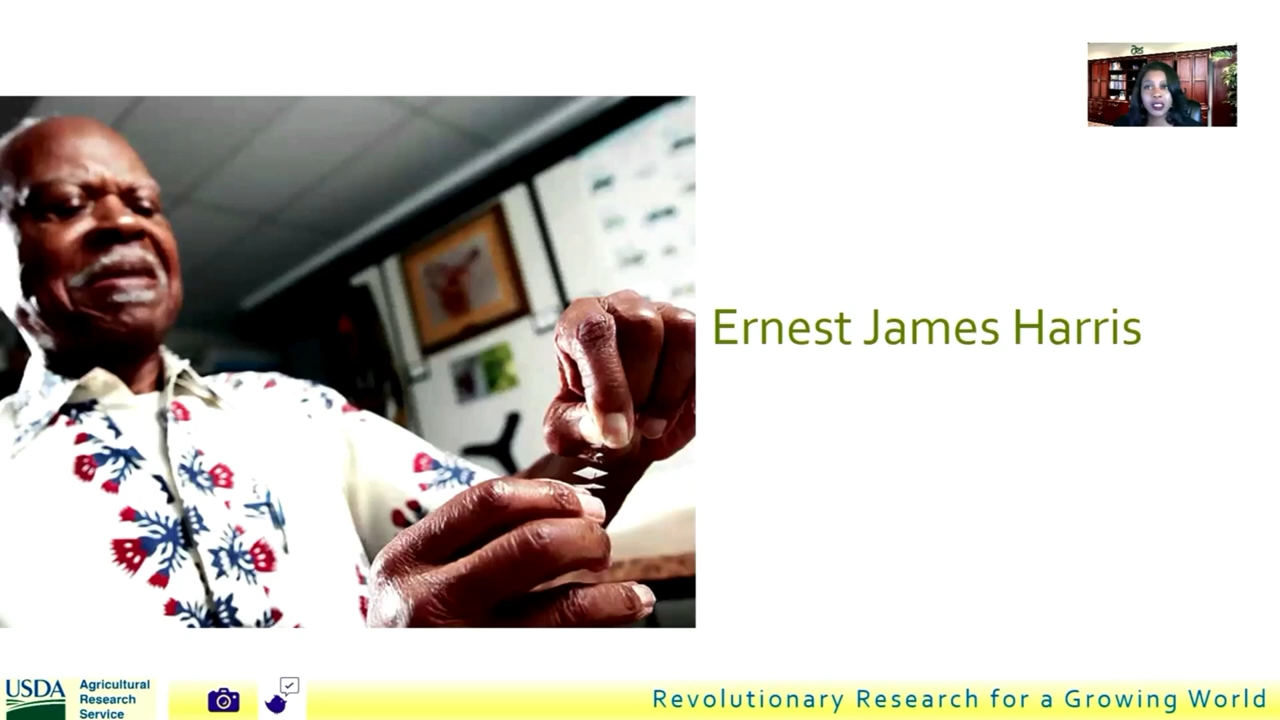 Ernest James Harris
USDA
Agricultural
Research
Service
Revolutionary Research for a Growing World